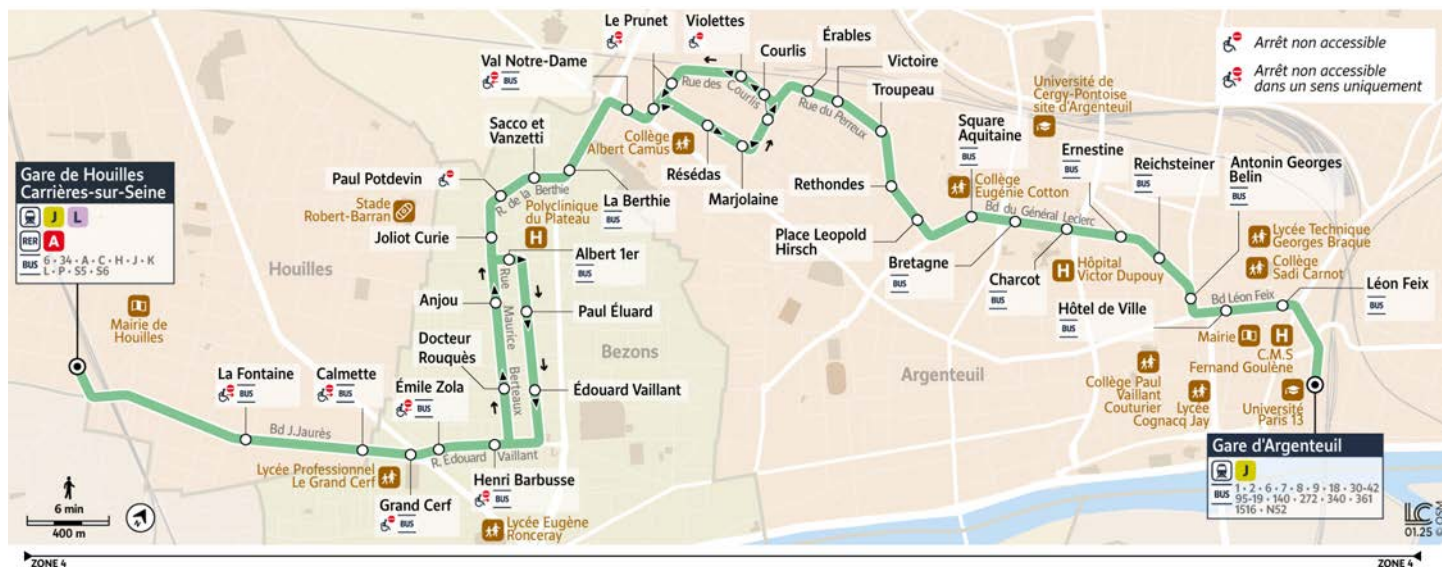 Le Prunet
Violettes
Érables
Courlis
Victoire
Val Notre-Dame
BUS
Rue des Courlis
Rue du Perreux
Troupeau
Arrêt non accessible
Arrêt non accessible
dans un sens uniquement
Université de
Cergy-Pontoise
site d'Argenteuil
Square
Aquitaine
BUS
Ernestine
BUS
Reichsteiner
BUS
Antonin Georges
Belin
BUS
Sacco et
Vanzetti
Collège
Albert Camus
Résédas
Marjolaine
Rethondes
Collège
Eugénie Cotton
Bd du Général Leclerc
Gare de Houilles
Carrières-sur-Seine
J L
RER A
BUS 6 • 34 • A • C • H • J • K
L • P • S5 • S6
Paul Potdevin
R. de la Berthie
Stade
Robert-Barran
Polyclinique
du Plateau
H
La Berthie
BUS
Place Leopold
Hirsch
Bretagne
BUS
Charcot
BUS
H
Hôpital
Victor Dupouy
Lycée Technique
Georges Braque
Collège
Sadi Carnot
Joliot Curie
Albert 1er
BUS
Houilles
Anjou
Rue Maurice Berteaux
Paul Éluard
Hôtel de Ville
BUS
Bd Léon Feix
Léon Feix
BUS
Mairie de
Houilles
Docteur
Rouquès
BUS
Bezons
Argenteuil
Mairie
H
C.M.S
Fernand Goulène
La Fontaine
BUS
Calmette
BUS
Émile Zola
BUS
Édouard Vaillant
Collège Paul
Vaillant
Couturier
Lycée
Cognacq Jay
Université
Paris 13
Bd J.Jaurès
R. Edouard Vaillant
Lycée Professionnel
Le Grand Cerf
Grand Cerf
BUS
Henri Barbusse
BUS
Lycée Eugène
Ronceray
Gare d'Argenteuil
J
BUS 1 • 2 • 6 • 7 • 8 • 9 • 18 • 30-42
95-19 • 140 • 272 • 340 • 361
1516 • N52
6 min
400 m
LC
01.25
© OSM
ZONE 4
ZONE 4